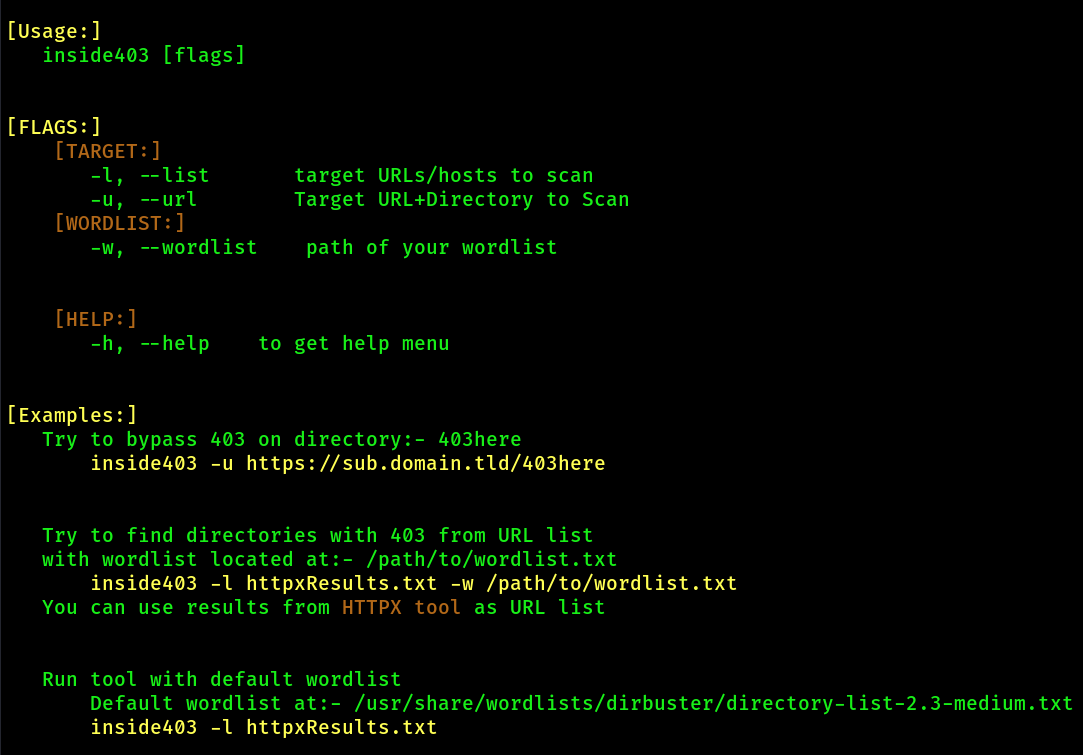 [Usage:]
inside403 [flags]
[FLAGS:]
[TARGET:]
-l, --list target URLs/hosts to scan
-u, --url Target URL+Directory to Scan
[WORDLIST:]
-w, --wordlist path of your wordlist
[HELP:]
-h, --help to get help menu
[Examples:]
Try to bypass 403 on directory:- 403here
inside403 -u https://sub.domain.tld/403here
Try to find directories with 403 from URL list
with wordlist located at:- /path/to/wordlist.txt
inside403 -l httpxResults.txt -w /path/to/wordlist.txt
You can use results from HTTPX tool as URL list
Run tool with default wordlist
Default wordlist at:- /usr/share/wordlists/dirbuster/directory-list-2.3-medium.txt
inside403 -l httpxResults.txt